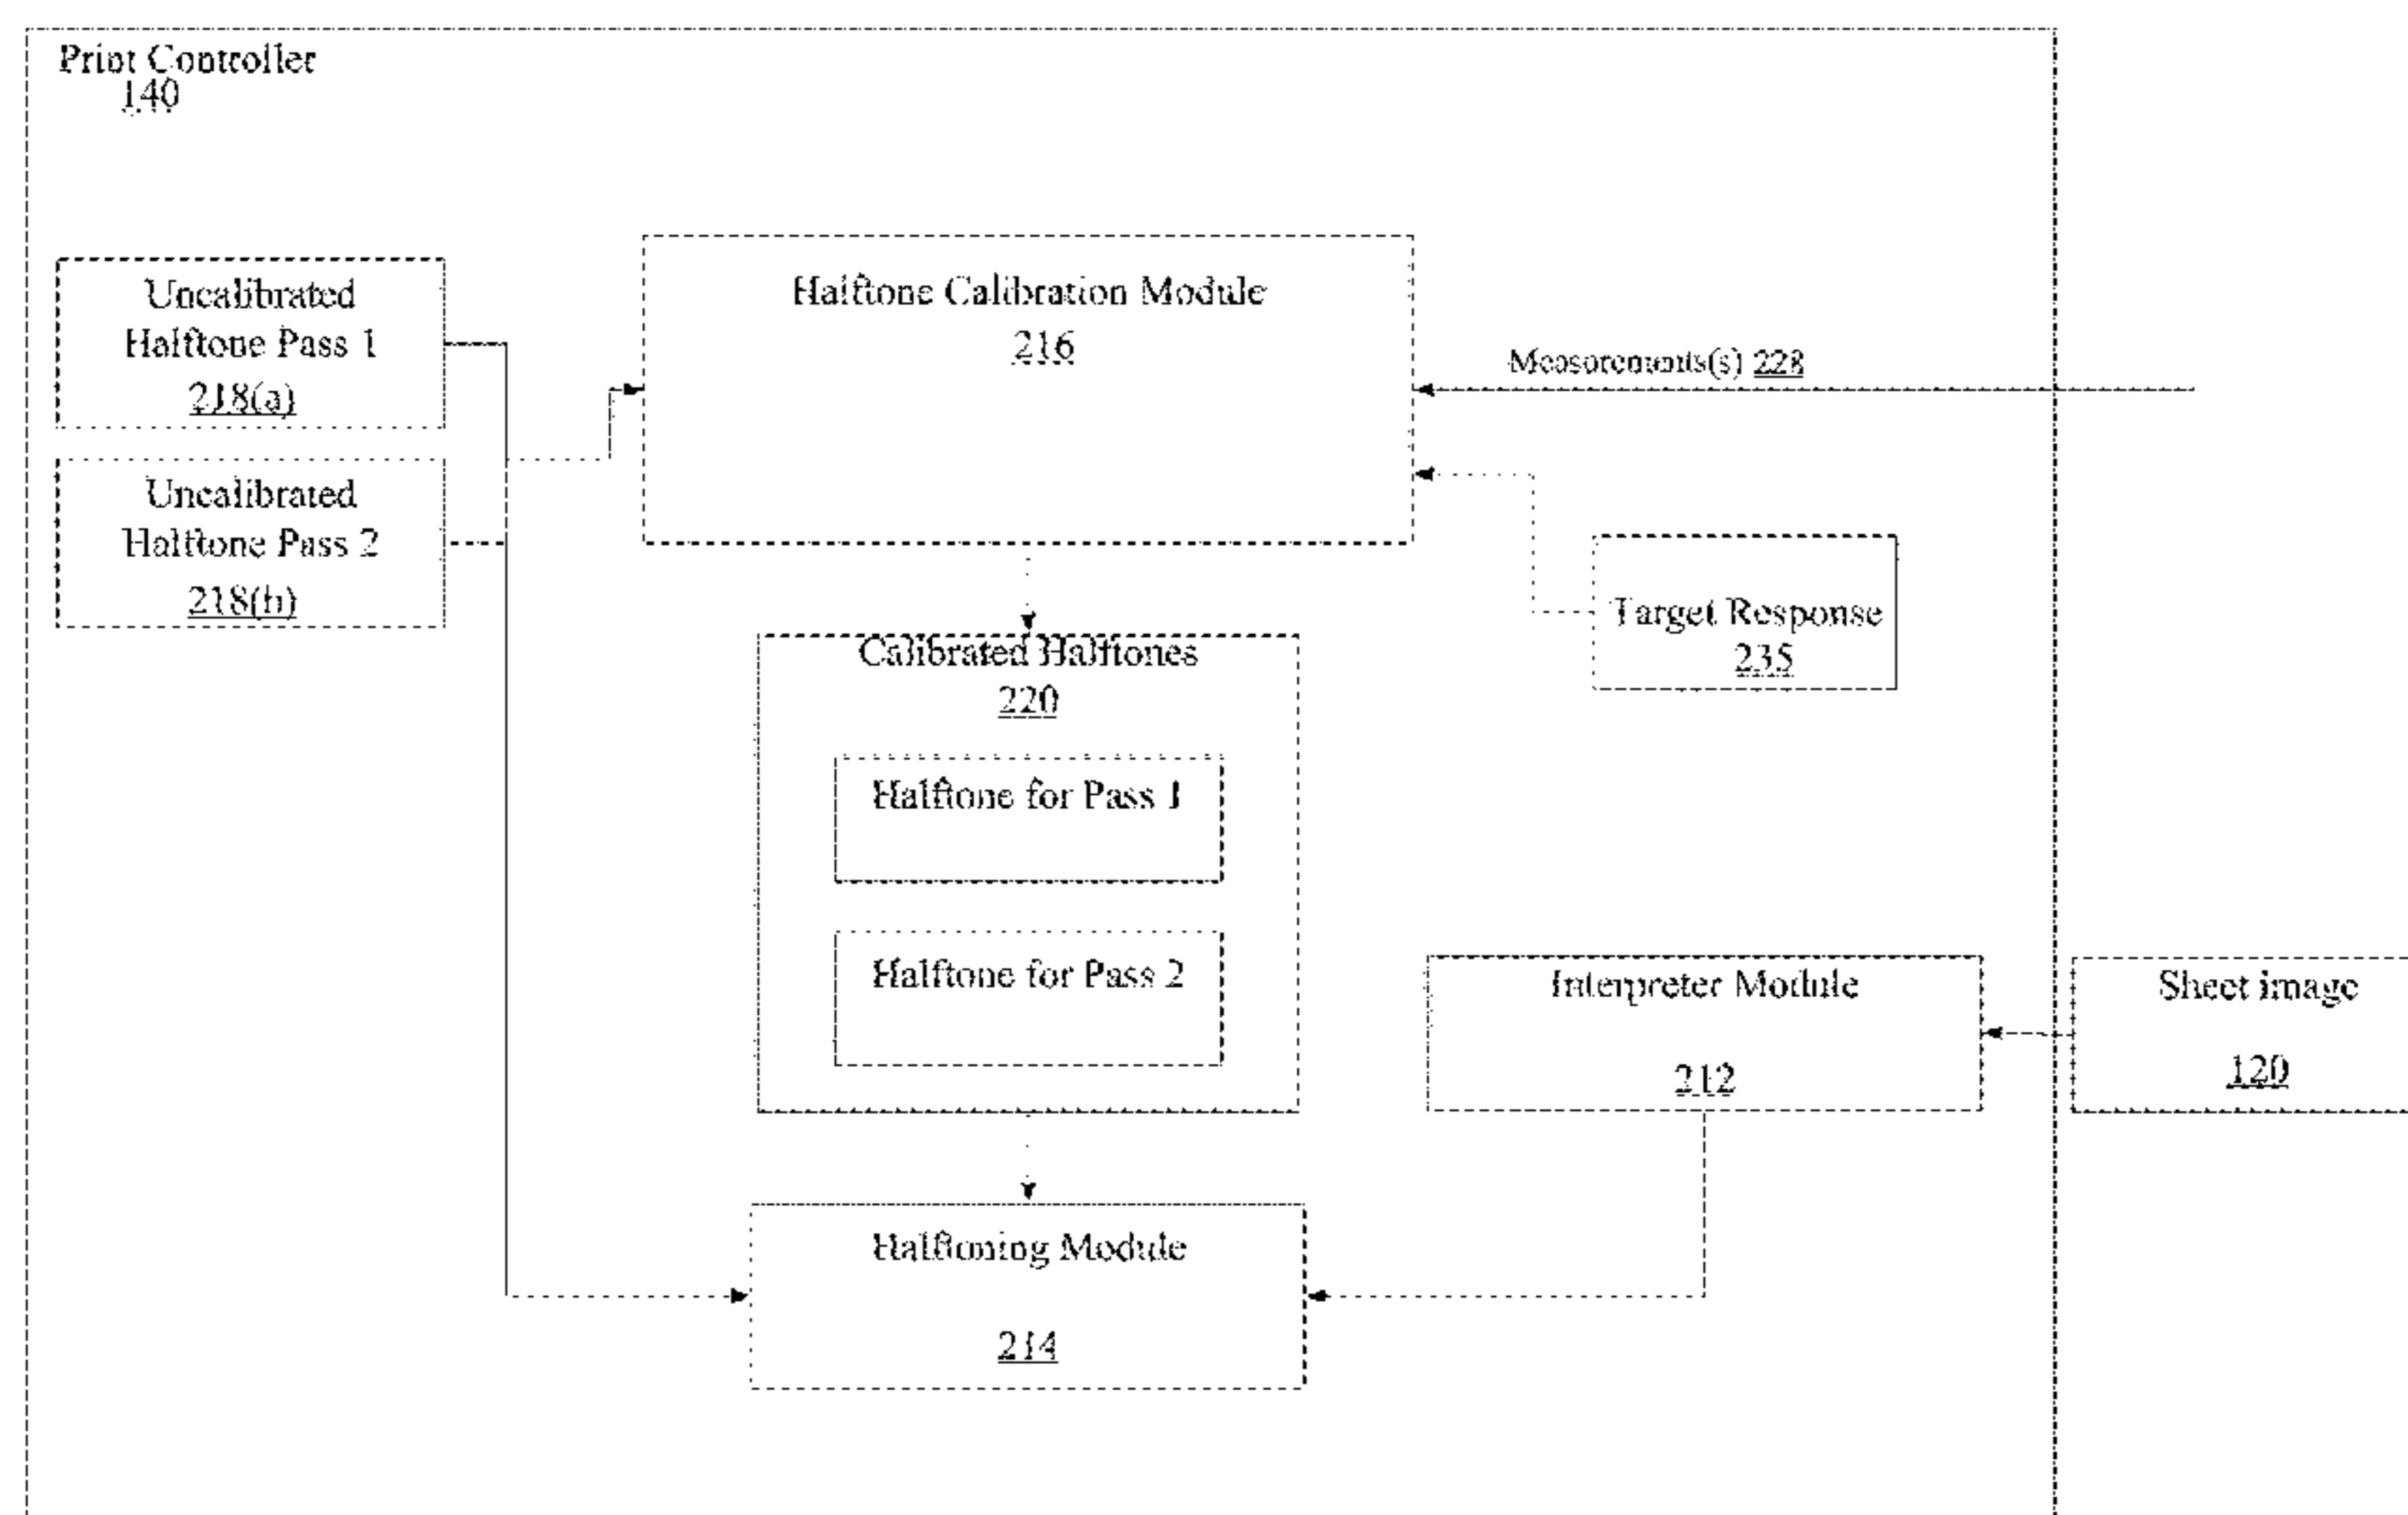 Print Controller
140
Uncalibrated
Halftone Pass 1
218(a)
Uncalibrated
Halftone Pass 2
218(b)
Halftone Calibration Module
216
Measurements(s) 228
Target Response
235
Calibrated Halftones
220
Halftone for Pass 1
Halftone for Pass 2
Interpreter Module
212
Sheet image
120
Halftoning Module
214